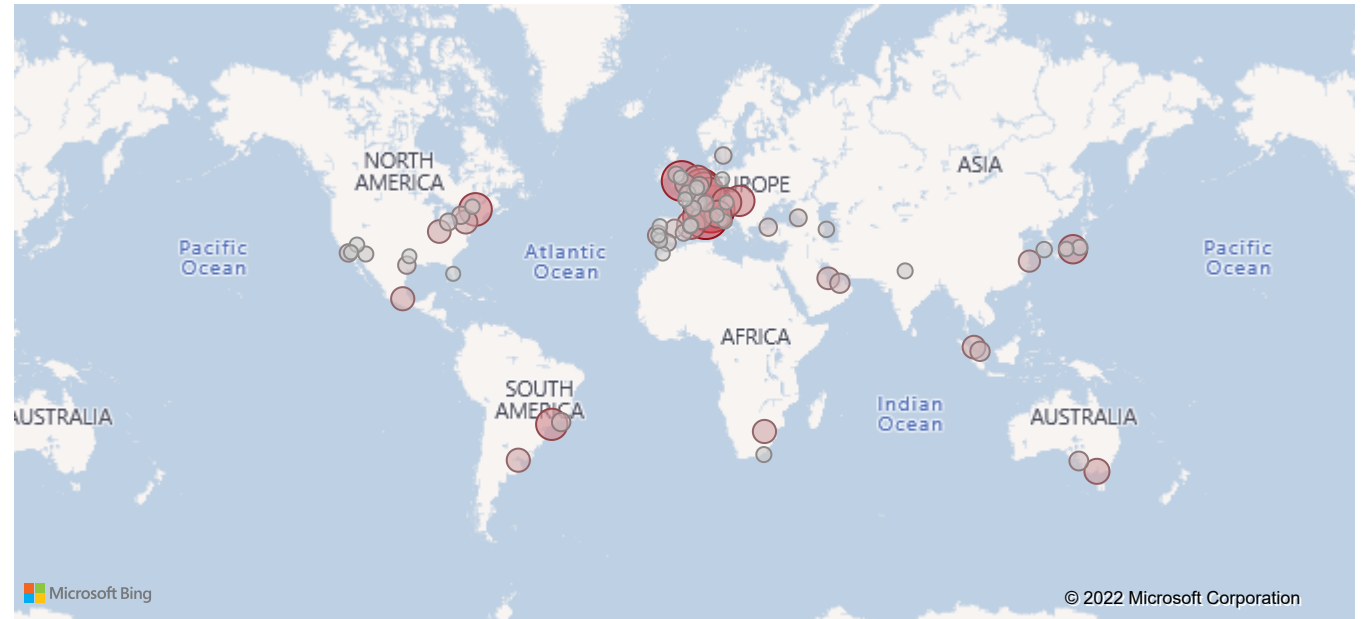 NORTH
AMERICA
ASIA
EUROPE
Pacific
Ocean
Atlantic
Ocean
Pacific
Ocean
AFRICA
SOUTH
AMERICA
Indian
Ocean
AUSTRALIA
AUSTRALIA
Microsoft Bing
© 2022 Microsoft Corporation